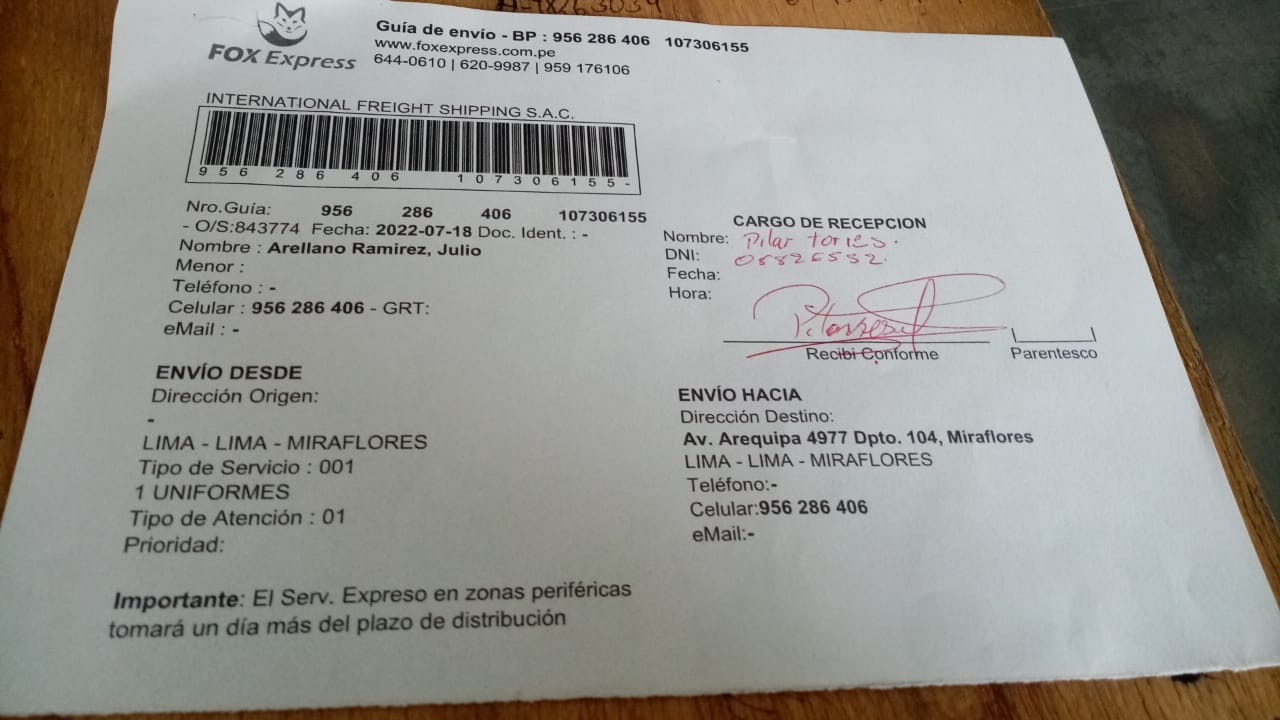 FOX Express
Guía de envío - BP : 956 286 406 107306155
www.foxexpress.com.pe
644-0610 | 620-9987 | 959 176106
INTERNATIONAL FREIGHT SHIPPING S.A.C.
956 286 406 107306155-
Nro.Guía: 956 286 406 107306155
- O/S:843774 Fecha: 2022-07-18 Doc. Ident. : -
Nombre : Arellano Ramirez, Julio
Menor :
Teléfono : -
Celular : 956 286 406 - GRT:
eMail : -
CARGO DE RECEPCION
Nombre: Pilar torres.
DNI: 05826552.
Fecha:
Hora:
Recibi Conforme
Parentesco
ENVÍO DESDE
Dirección Origen:
-
LIMA - LIMA - MIRAFLORES
Tipo de Servicio : 001
1 UNIFORMES
Tipo de Atención : 01
Prioridad:
ENVÍO HACIA
Dirección Destino:
Av. Arequipa 4977 Dpto. 104, Miraflores
LIMA - LIMA - MIRAFLORES
Teléfono:-
Celular:956 286 406
eMail:-
Importante: El Serv. Expreso en zonas periféricas
tomará un día más del plazo de distribución